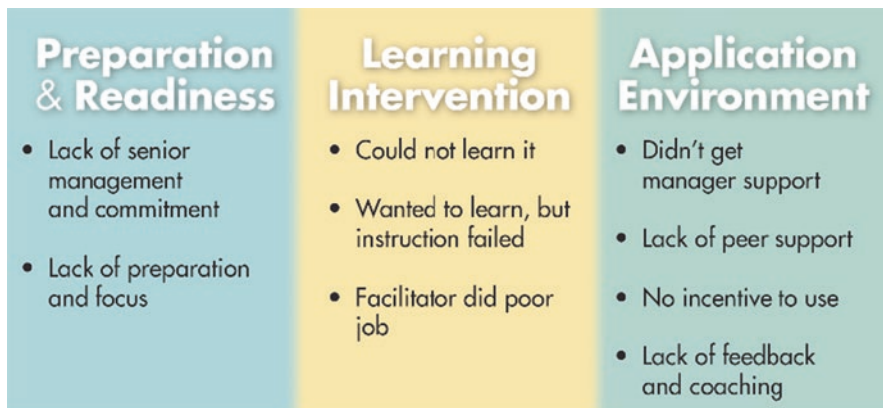 Preparation
& Readiness
• Lack of senior
management
and commitment
• Lack of preparation
and focus
Learning
Intervention
• Could not learn it
• Wanted to learn, but
instruction failed
• Facilitator did poor
job
Application
Environment
• Didn't get
manager support
• Lack of peer support
• No incentive to use
• Lack of feedback
and coaching